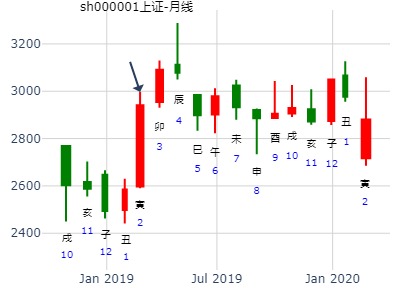 sh000001上证-月线
3200
3000
2800
2600
2400
戌
10
亥
11
子
12
丑
1
寅
2
卯
3
辰
4
巳
5
午
6
未
7
申
8
酉
9
戌
10
亥
11
子
12
丑
1
寅
2
Jan 2019
Jul 2019
Jan 2020